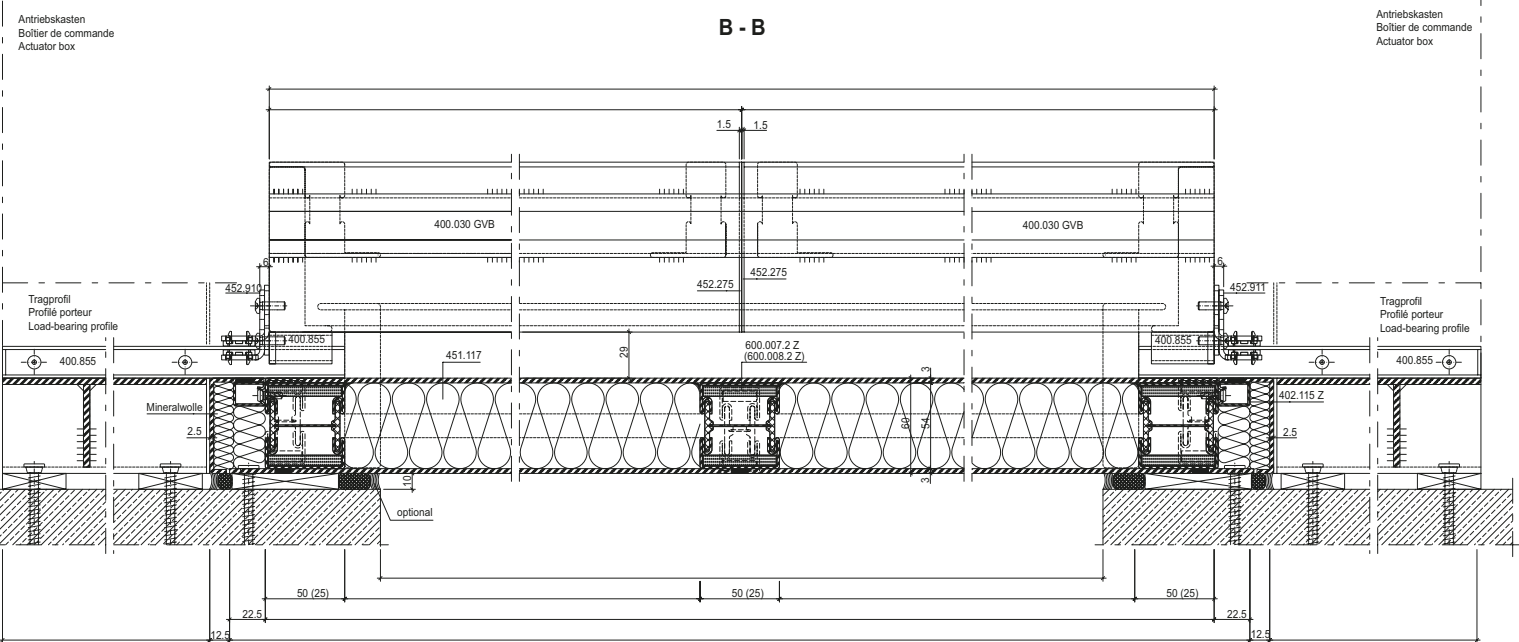 Antriebskasten
Boîtier de commande
Actuator box
B - B
Antriebskasten
Boîtier de commande
Actuator box
1.5
1.5
400.030 GVB
400.030 GVB
6
452.910
452.275
452.275
6
452.911
Tragprofil
Profilé porteur
Load-bearing profile
Tragprofil
Profilé porteur
Load-bearing profile
400.855
400.855
451.117
29
600.007.2 Z
(600.008.2 Z)
3
400.855
Mineralwolle
2.5
60
54
402.115 Z
2.5
10
3
optional
50 (25)
50 (25)
50 (25)
22.5
22.5
12.5
12.5